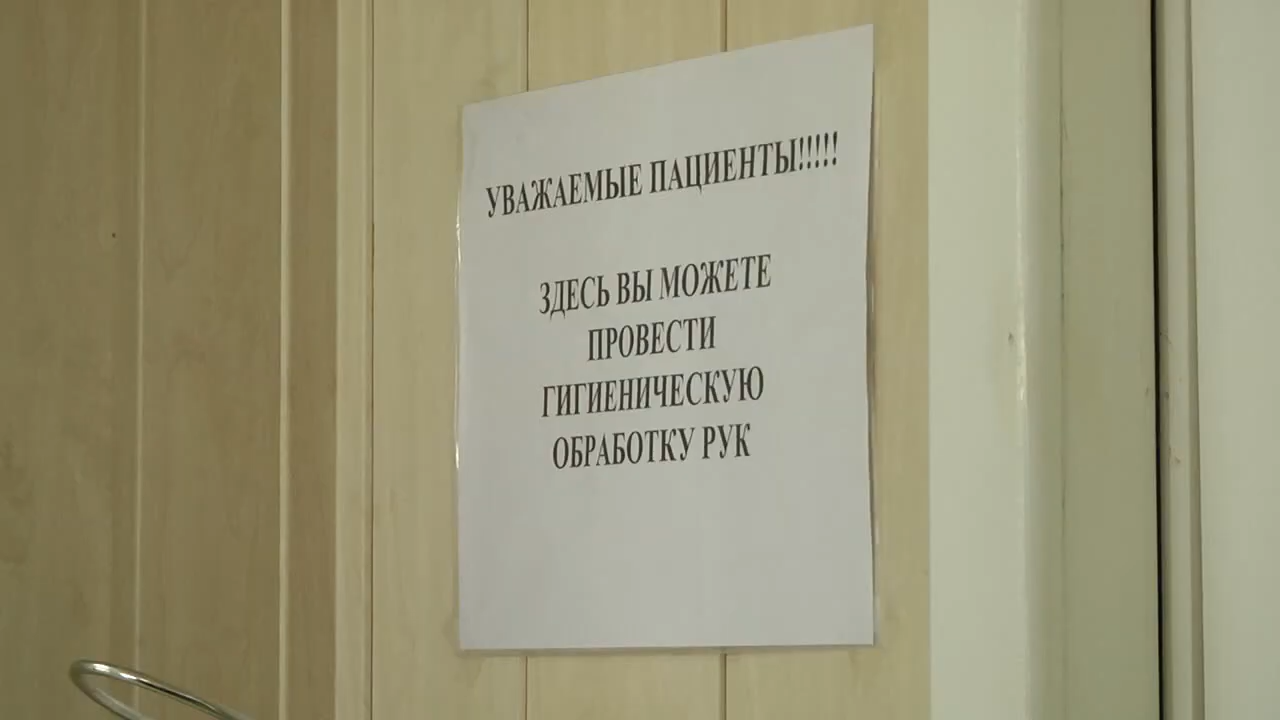 УВАЖАЕМЫЕ ПАЦИЕНТЫ!!!!!
ЗДЕСЬ ВЫ МОЖЕТЕ
ПРОВЕСТИ
ГИГИЕНИЧЕСКУЮ
ОБРАБОТКУ РУК